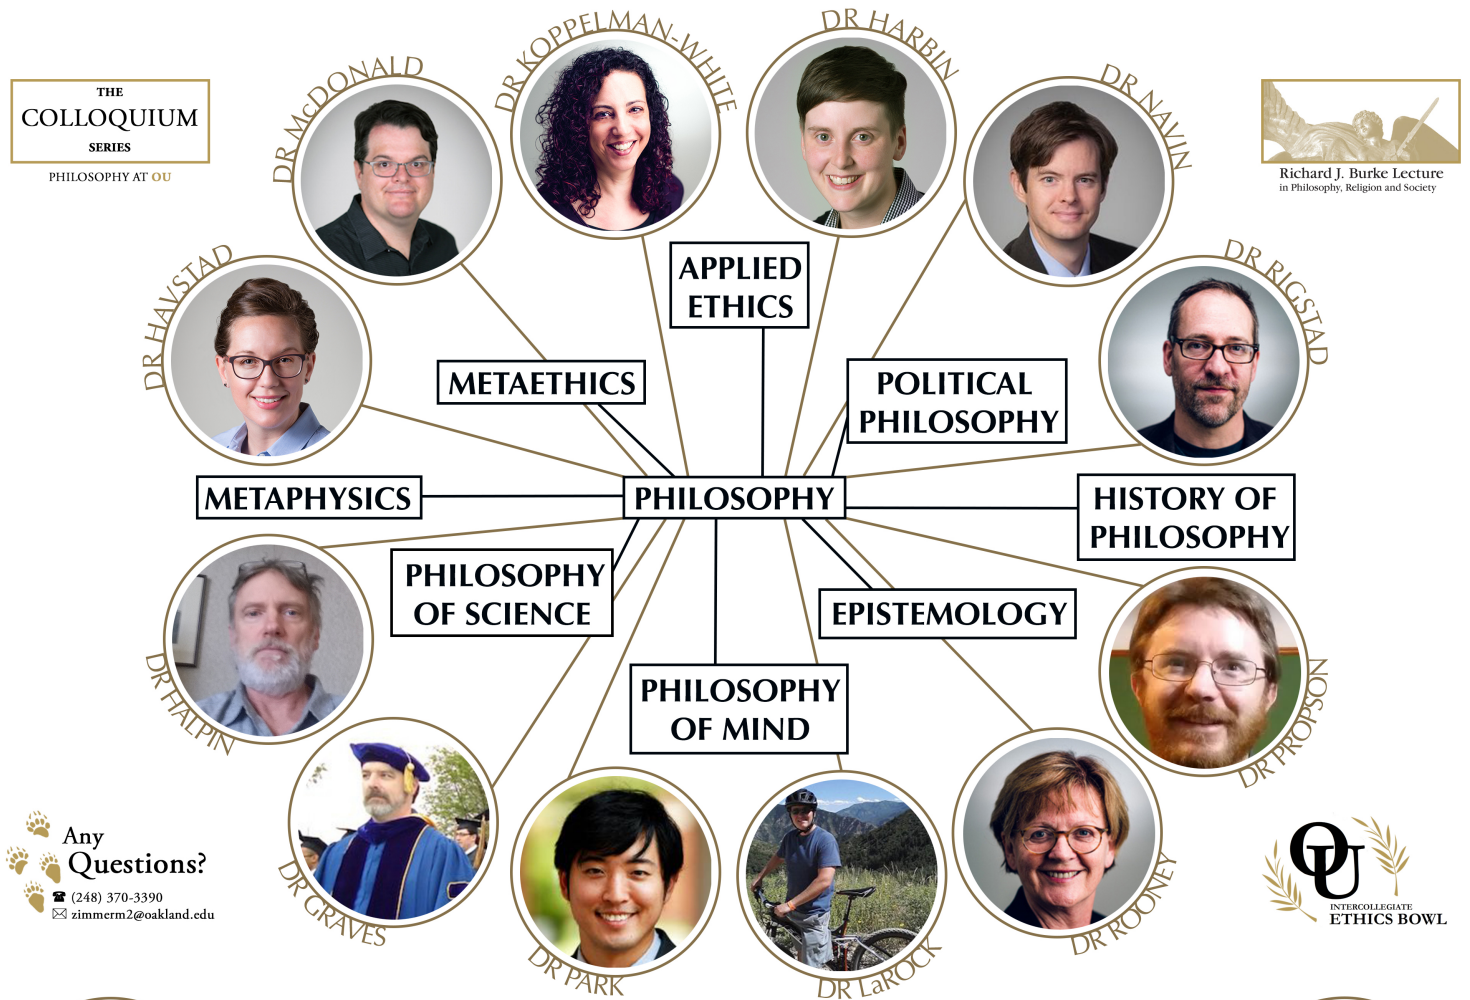 THE
COLLOQUIUM
SERIES
PHILOSOPHY AT OU
DR McDONALD
DR KOPPELMAN-WHITE
DR HARBIN
DR NAVIN
Richard J. Burke Lecture
in Philosophy, Religion and Society
DR HAVSTAD
DR RIGSTAD
APPLIED
ETHICS
METAETHICS
POLITICAL
PHILOSOPHY
METAPHYSICS
PHILOSOPHY
HISTORY OF
PHILOSOPHY
PHILOSOPHY
OF SCIENCE
EPISTEMOLOGY
PHILOSOPHY
OF MIND
DR HALPIN
DR PROPSON
DR GRAVES
DR PARK
DR LaROCK
DR ROONEY
Any
Questions?
(248) 370-3390
zimmerm2@oakland.edu
OU
INTERCOLLEGIATE
ETHICS BOWL